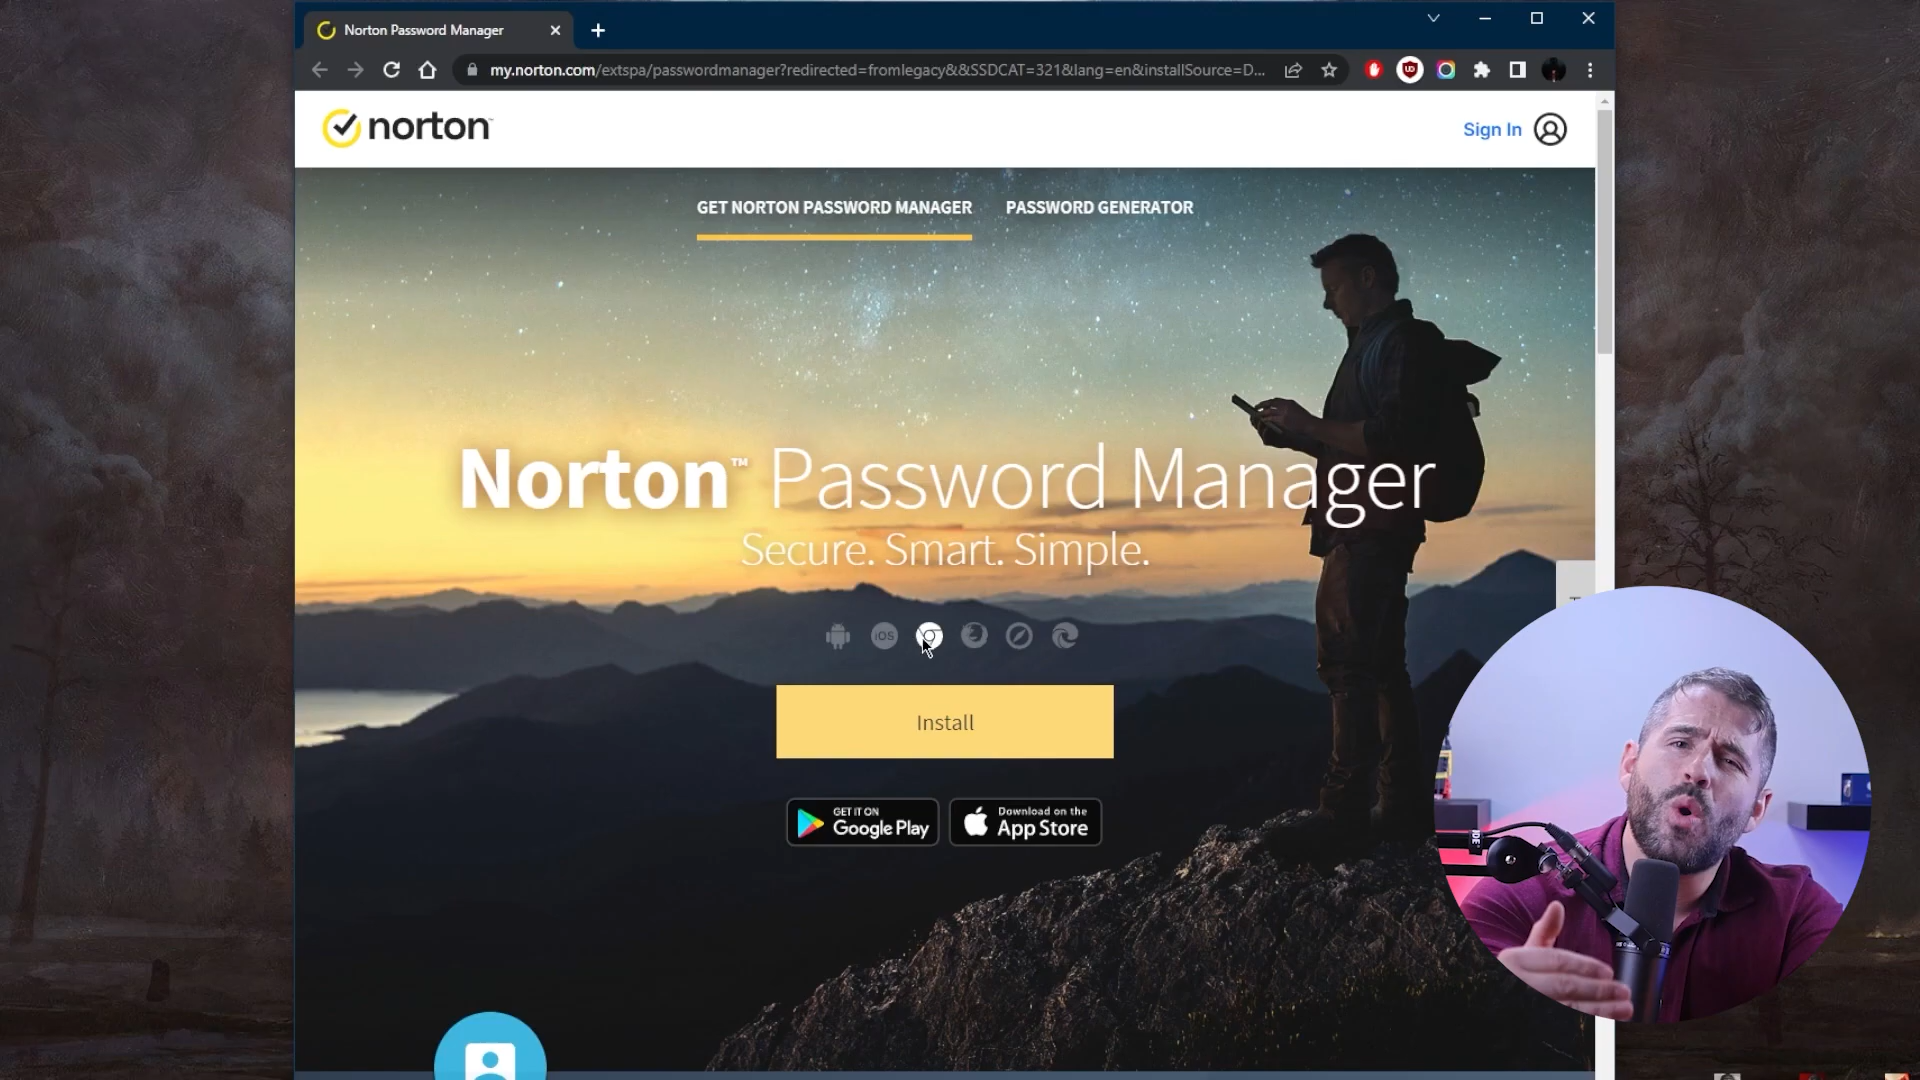 Norton Password Manager
my.norton.com/extspa/passwordmanager?redirected=fromlegacy&&SSDCAT=321&lang=en&installSource=D...
norton
Sign In
GET NORTON PASSWORD MANAGER
PASSWORD GENERATOR
Norton™ Password Manager
Secure. Smart. Simple.
iOS
Install
GET IT ON
Google Play
Download on the
App Store